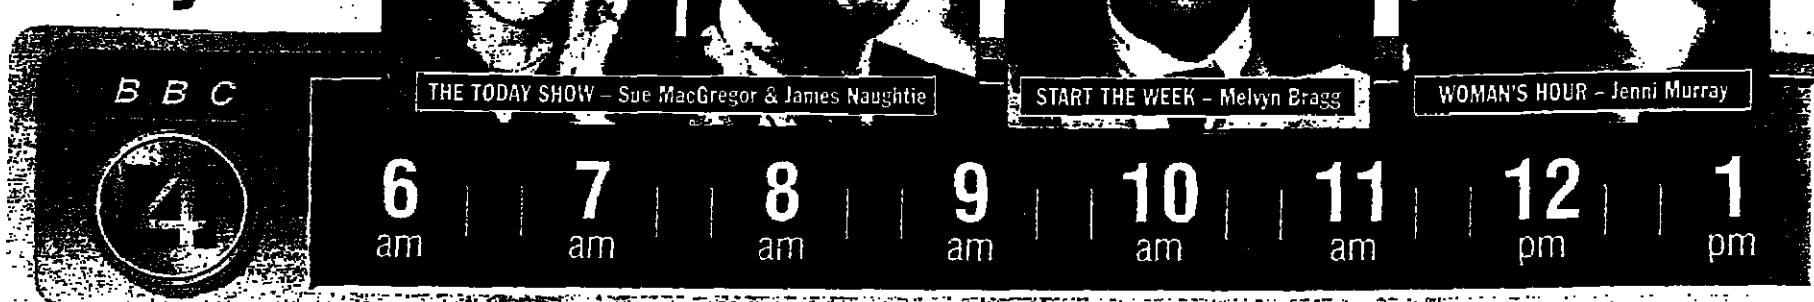 BBC
4
THE TODAY SHOW – Sue MacGregor & James Naughtie
START THE WEEK – Melvyn Bragg
WOMAN'S HOUR – Jenni Murray
6 7 8 9 10 11 12 1
am am am am am am pm pm